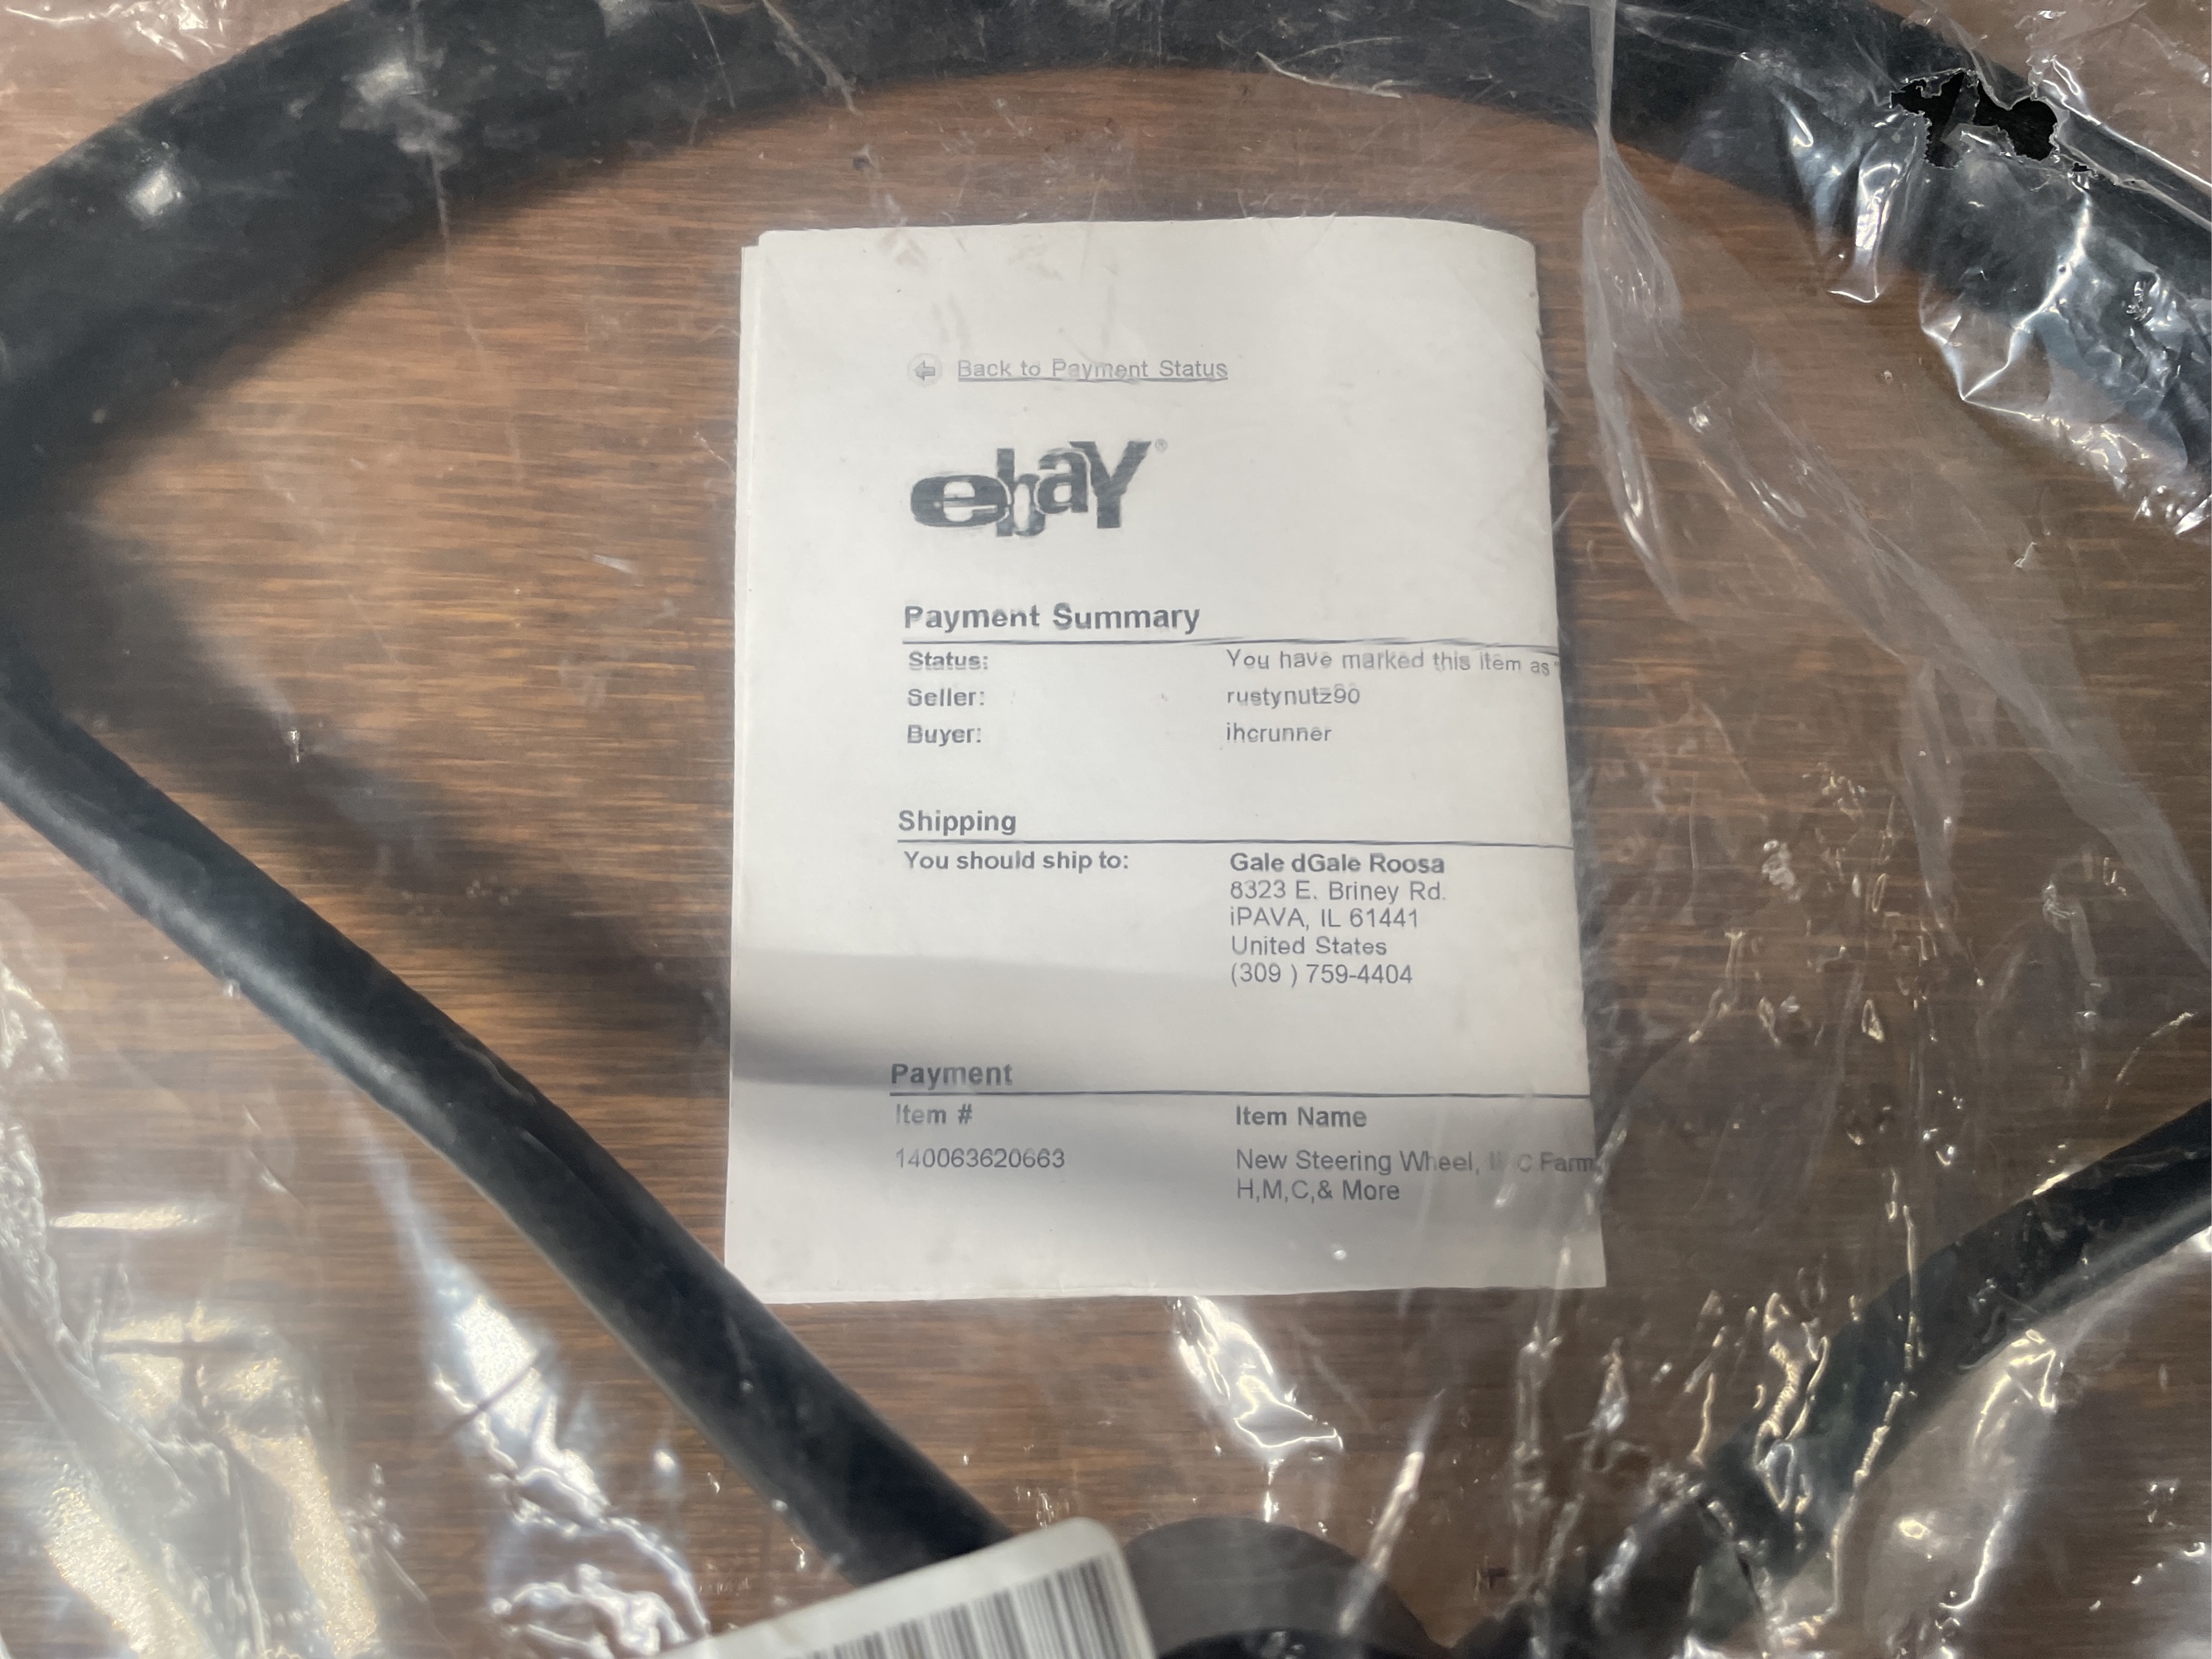 Back to Payment Status
ebay®
Payment Summary
Status: You have marked this item as "
Seller: rustynutz90
Buyer: ihcrunner
Shipping
You should ship to: Gale dGale Roosa
8323 E. Briney Rd.
iPAVA, IL 61441
United States
(309 ) 759-4404
Payment
Item # Item Name
140063620663 New Steering Wheel, Farm
H,M,C,& More